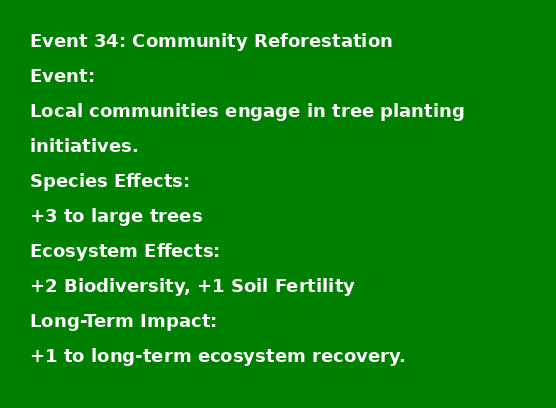 Event 34: Community Reforestation
Event:
Local communities engage in tree planting
initiatives.
Species Effects:
+3 to large trees
Ecosystem Effects:
+2 Biodiversity, +1 Soil Fertility
Long-Term Impact:
+1 to long-term ecosystem recovery.